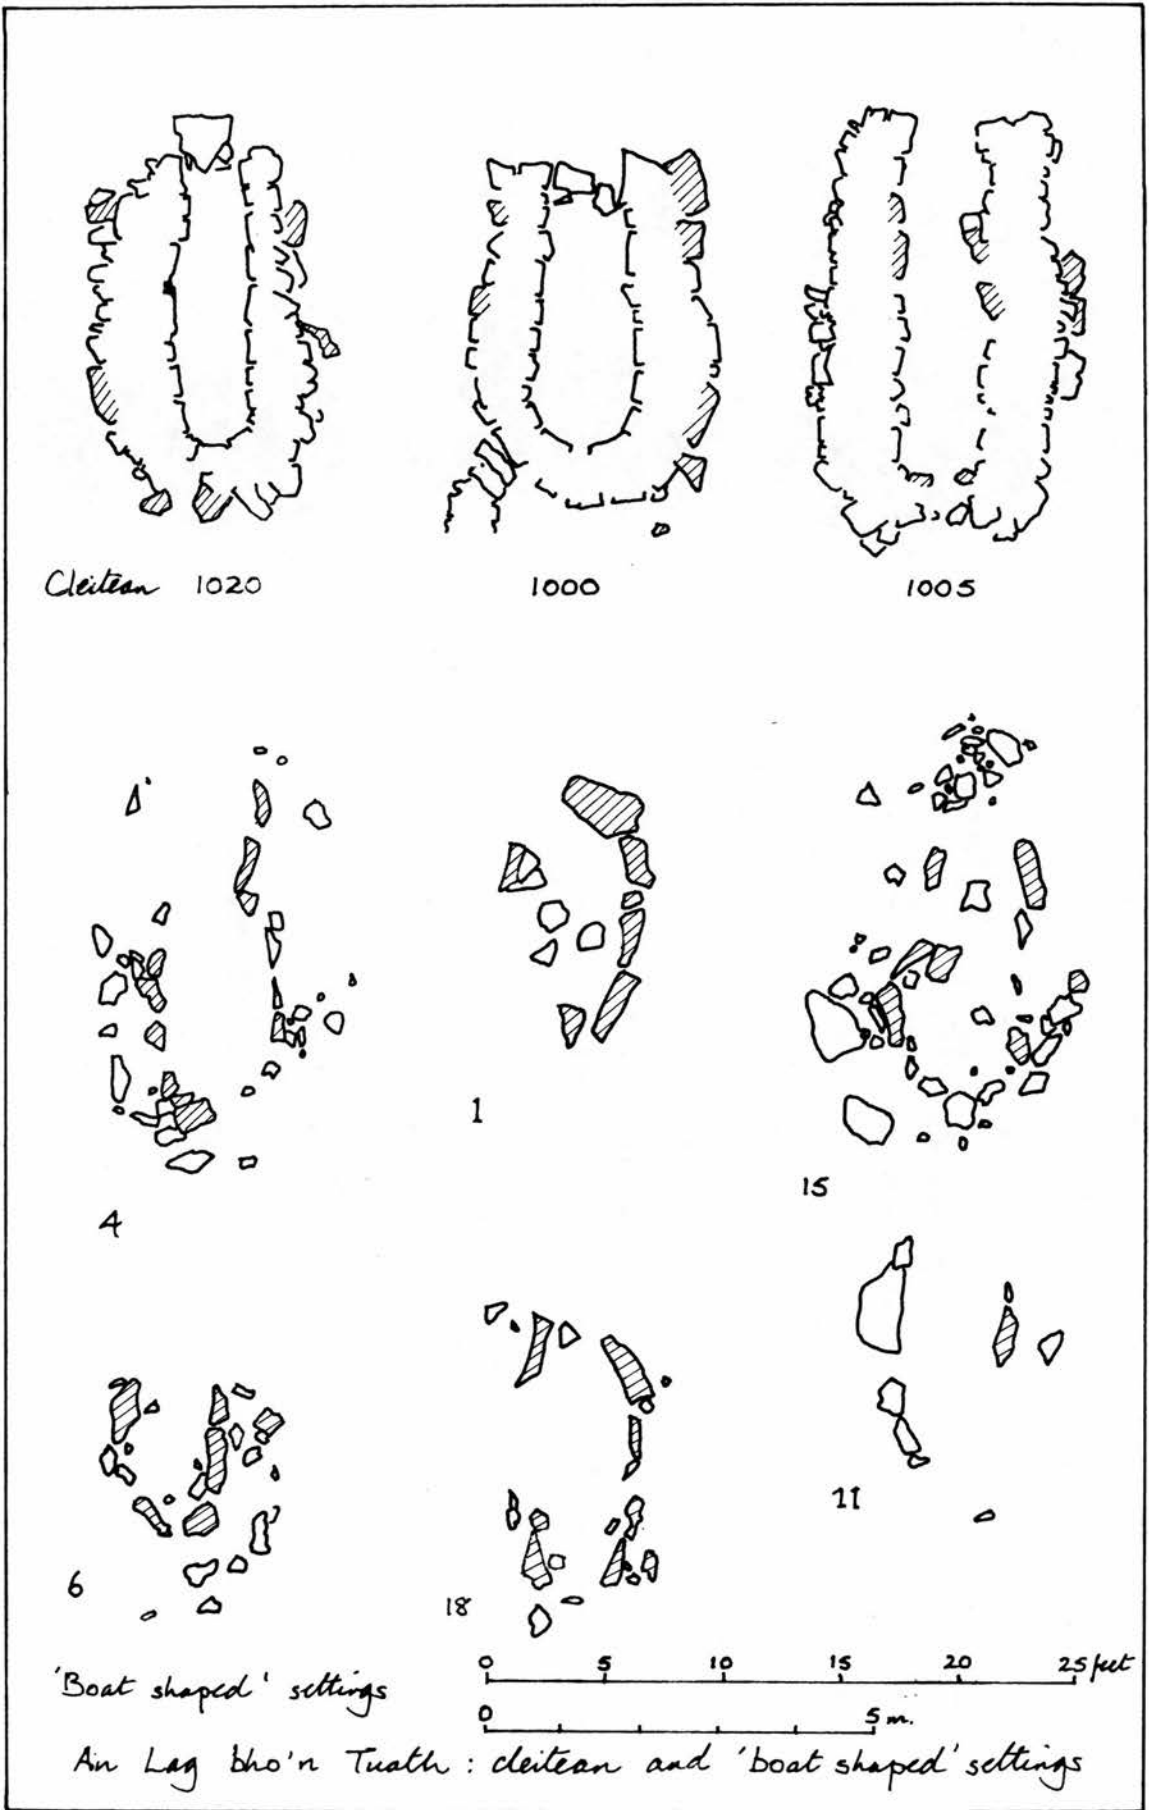 Cleitean 1020 1000 1005
4 1 15
6 18 11
'Boat shaped' settings
0 5 10 15 20 25 feet
0 5 m.
An Lag bho'n Tuath : cleitean and 'boat shaped' settings